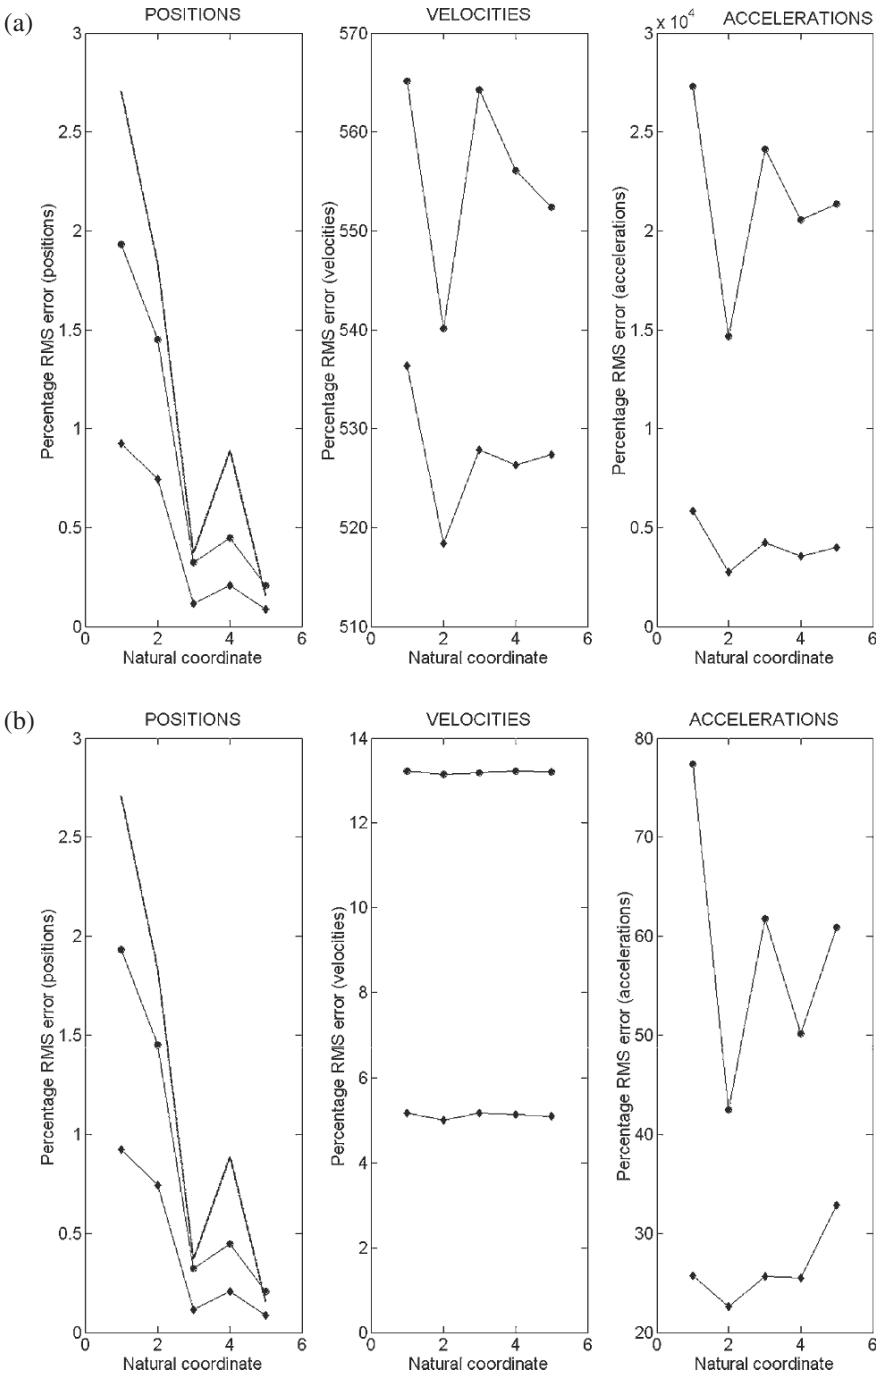 (a)
POSITIONS
VELOCITIES
x 10^4 ACCELERATIONS
Percentage RMS error (positions)
3
2.5
2
1.5
1
0.5
0
0 2 4 6
Natural coordinate
Percentage RMS error (velocities)
570
560
550
540
530
520
510
0 2 4 6
Natural coordinate
Percentage RMS error (accelerations)
3
2.5
2
1.5
1
0.5
0
0 2 4 6
Natural coordinate
(b)
POSITIONS
VELOCITIES
ACCELERATIONS
Percentage RMS error (positions)
3
2.5
2
1.5
1
0.5
0
0 2 4 6
Natural coordinate
Percentage RMS error (velocities)
14
12
10
8
6
4
2
0
0 2 4 6
Natural coordinate
Percentage RMS error (accelerations)
80
70
60
50
40
30
20
0 2 4 6
Natural coordinate